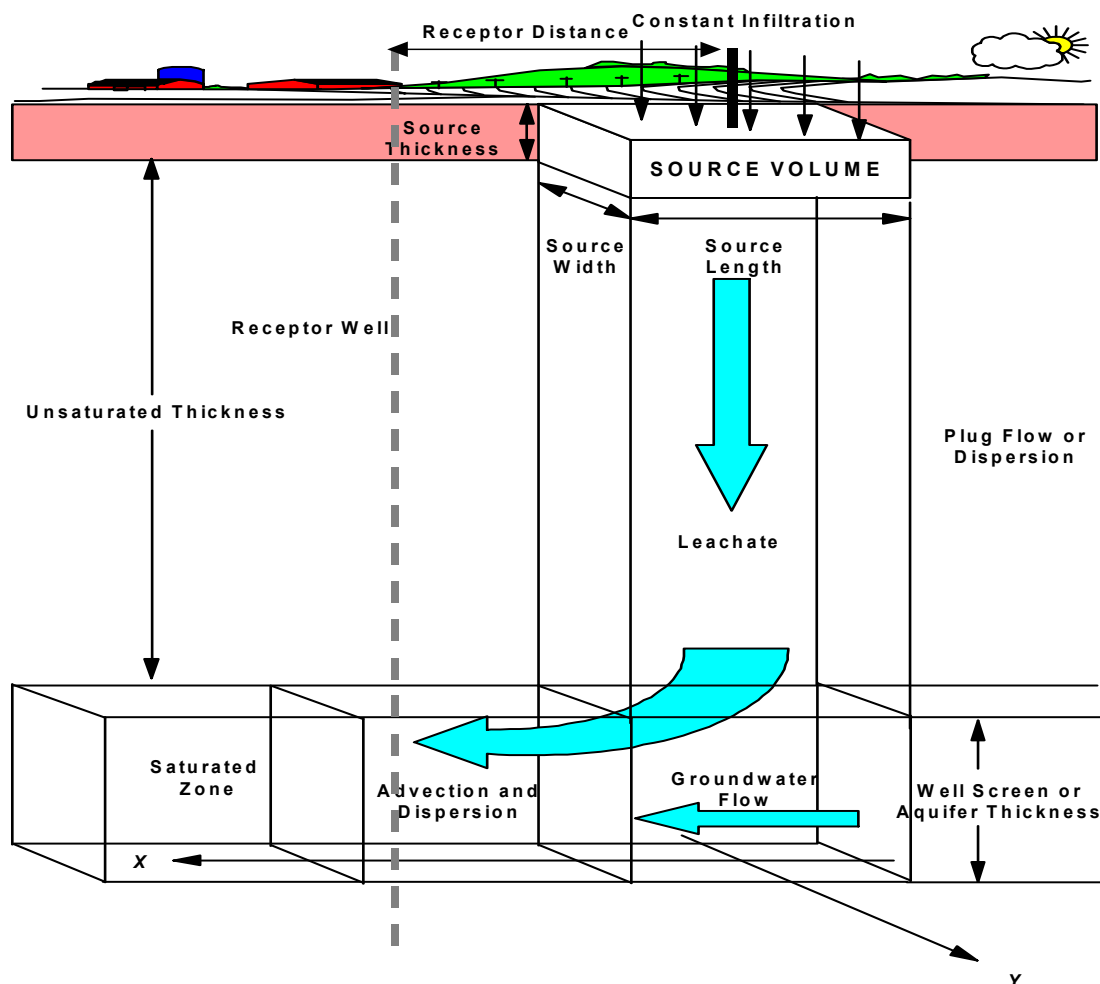 Receptor Distance
Constant Infiltration
Source
Thickness
SOURCE VOLUME
Source
Width
Source
Length
Receptor Well
Unsaturated Thickness
Plug Flow or
Dispersion
Leachate
Saturated
Zone
Advection and
Dispersion
Groundwater
Flow
Well Screen or
Aquifer Thickness
X
Y